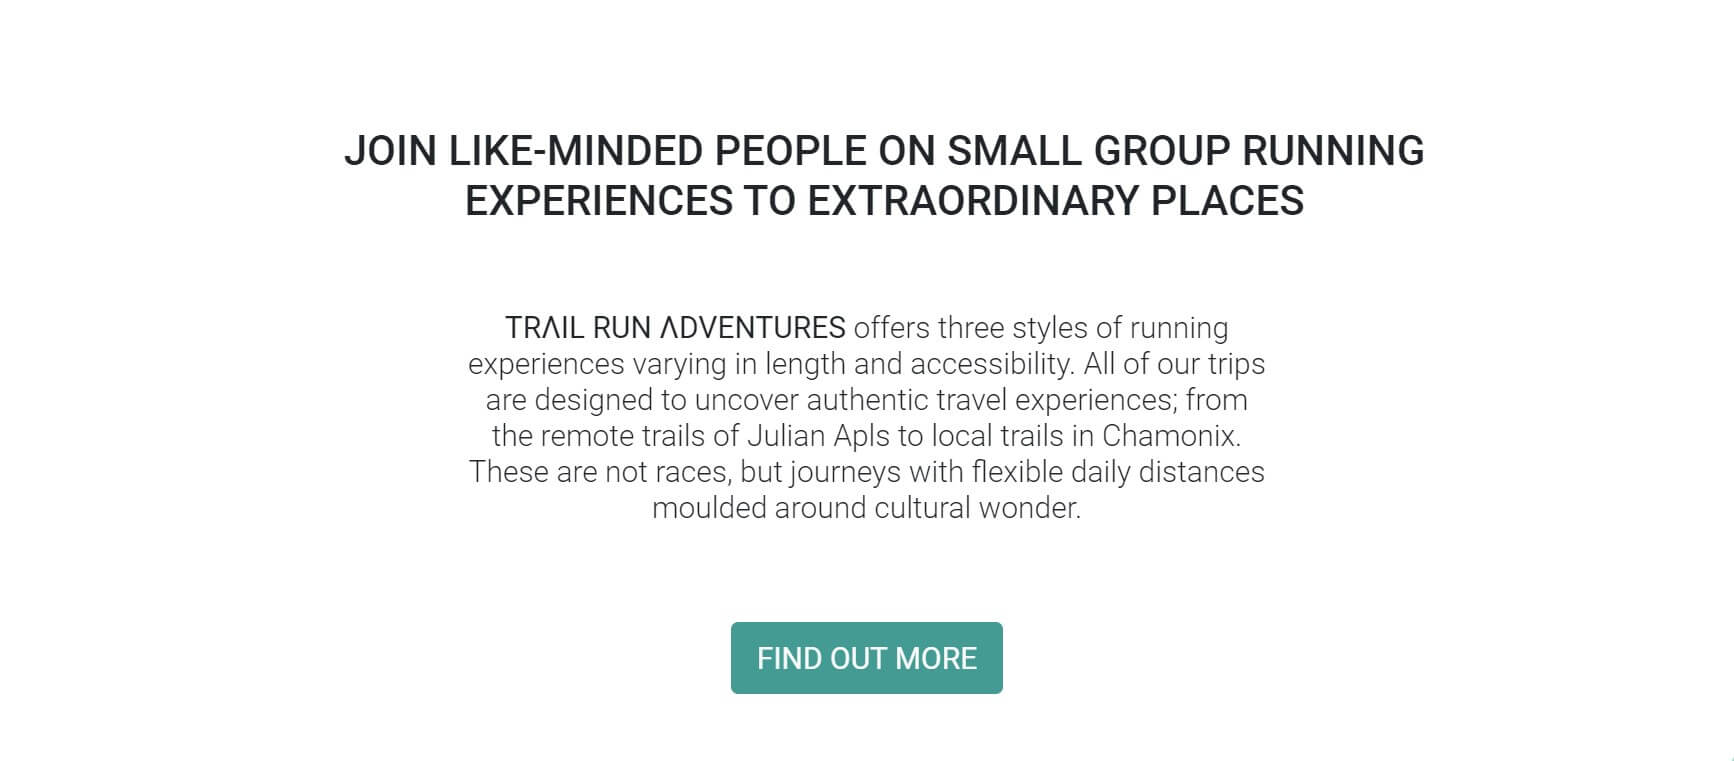 JOIN LIKE-MINDED PEOPLE ON SMALL GROUP RUNNING
EXPERIENCES TO EXTRAORDINARY PLACES
TRΛIL RUN ΛDVENTURES offers three styles of running
experiences varying in length and accessibility. All of our trips
are designed to uncover authentic travel experiences; from
the remote trails of Julian Apls to local trails in Chamonix.
These are not races, but journeys with flexible daily distances
moulded around cultural wonder.
FIND OUT MORE